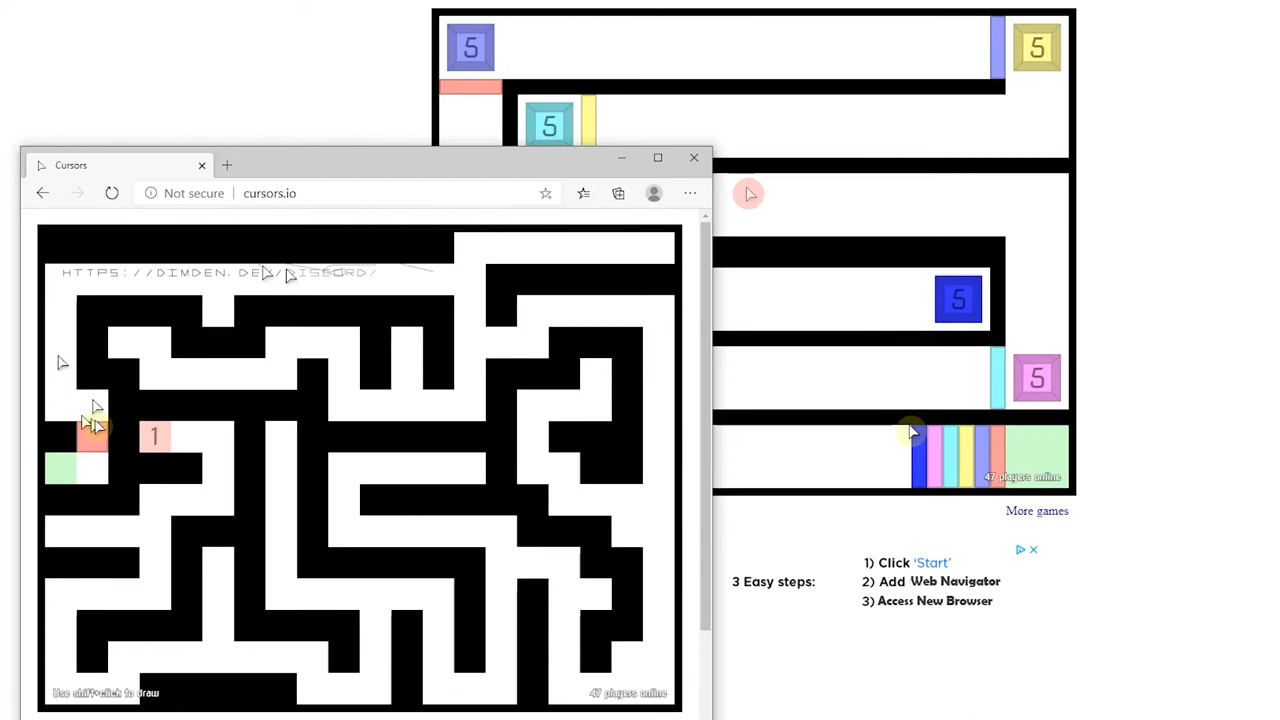 5
5
5
Cursors
Not secure
cursors.io
HTTPS://DIMDEN.DEV/DISCORD/
5
5
1
47 players online
More games
1) Click ‘Start’
3 Easy steps:
2) Add Web Navigator
3) Access New Browser
Use shift+click to draw
47 players online